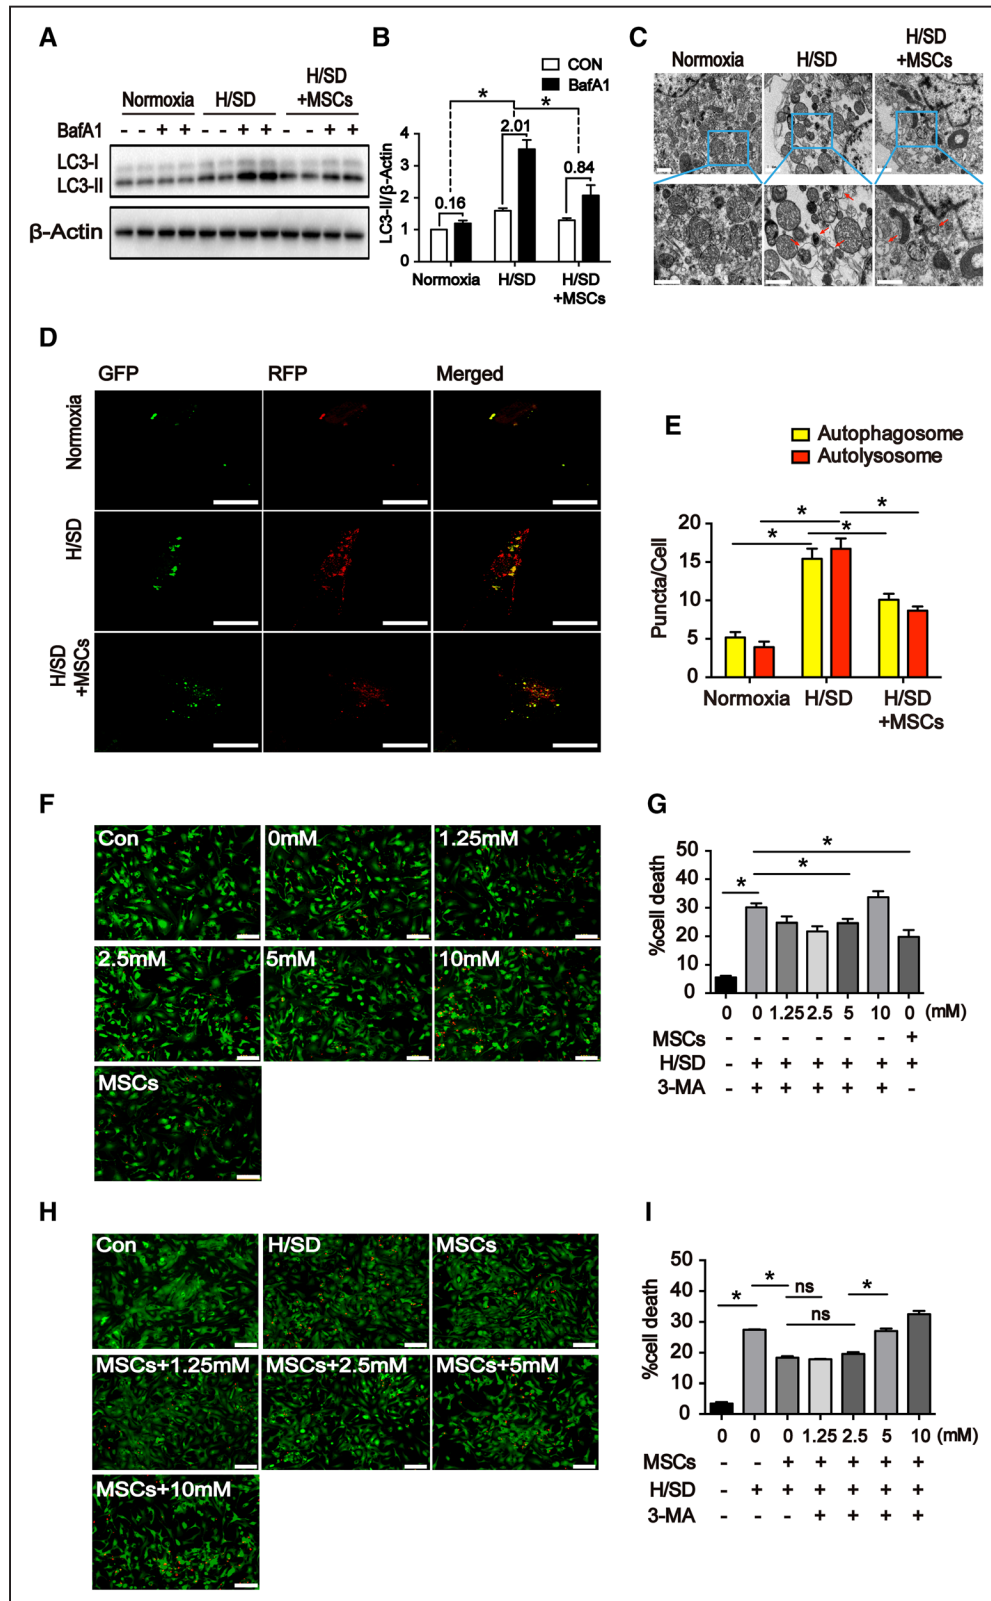 A
Normoxia H/SD H/SD +MSCs
BafA1 - - + + - - + + - - + +
LC3-I
LC3-II
β-Actin
B
CON
BafA1
* *
LC3-II/β-Actin
4
3
2
1
0
0.16 2.01 0.84
Normoxia H/SD H/SD +MSCs
C
Normoxia H/SD H/SD +MSCs
D
GFP RFP Merged
Normoxia
H/SD
H/SD +MSCs
E
Autophagosome
Autolysosome
Puncta/Cell
20
15
10
5
0
* * * *
Normoxia H/SD H/SD +MSCs
F
Con 0mM 1.25mM
2.5mM 5mM 10mM
MSCs
G
%cell death
50
40
30
20
10
0
* * *
0 0 1.25 2.5 5 10 0 (mM)
MSCs - - - - - - +
H/SD - + + + + + +
3-MA - + + + + + -
H
Con H/SD MSCs
MSCs+1.25mM MSCs+2.5mM MSCs+5mM
MSCs+10mM
I
%cell death
50
40
30
20
10
0
* * ns ns *
0 0 0 1.25 2.5 5 10 (mM)
MSCs - - + + + + +
H/SD - + + + + + +
3-MA - - - + + + +